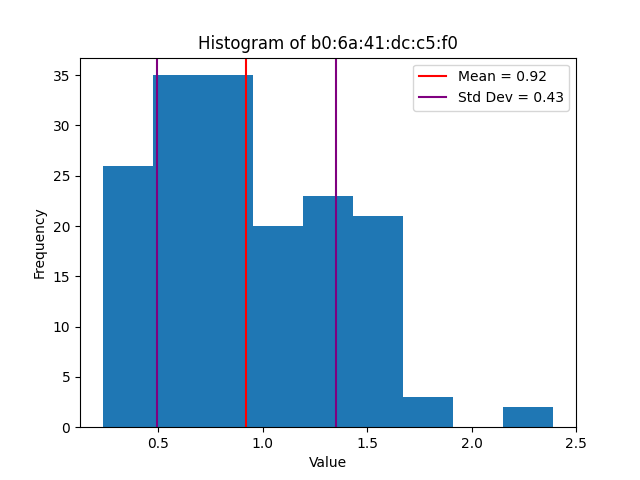 Histogram of b0:6a:41:dc:c5:f0
Mean = 0.92
Std Dev = 0.43
35
30
25
20
15
10
5
0
Frequency
0.5
1.0
1.5
2.0
2.5
Value